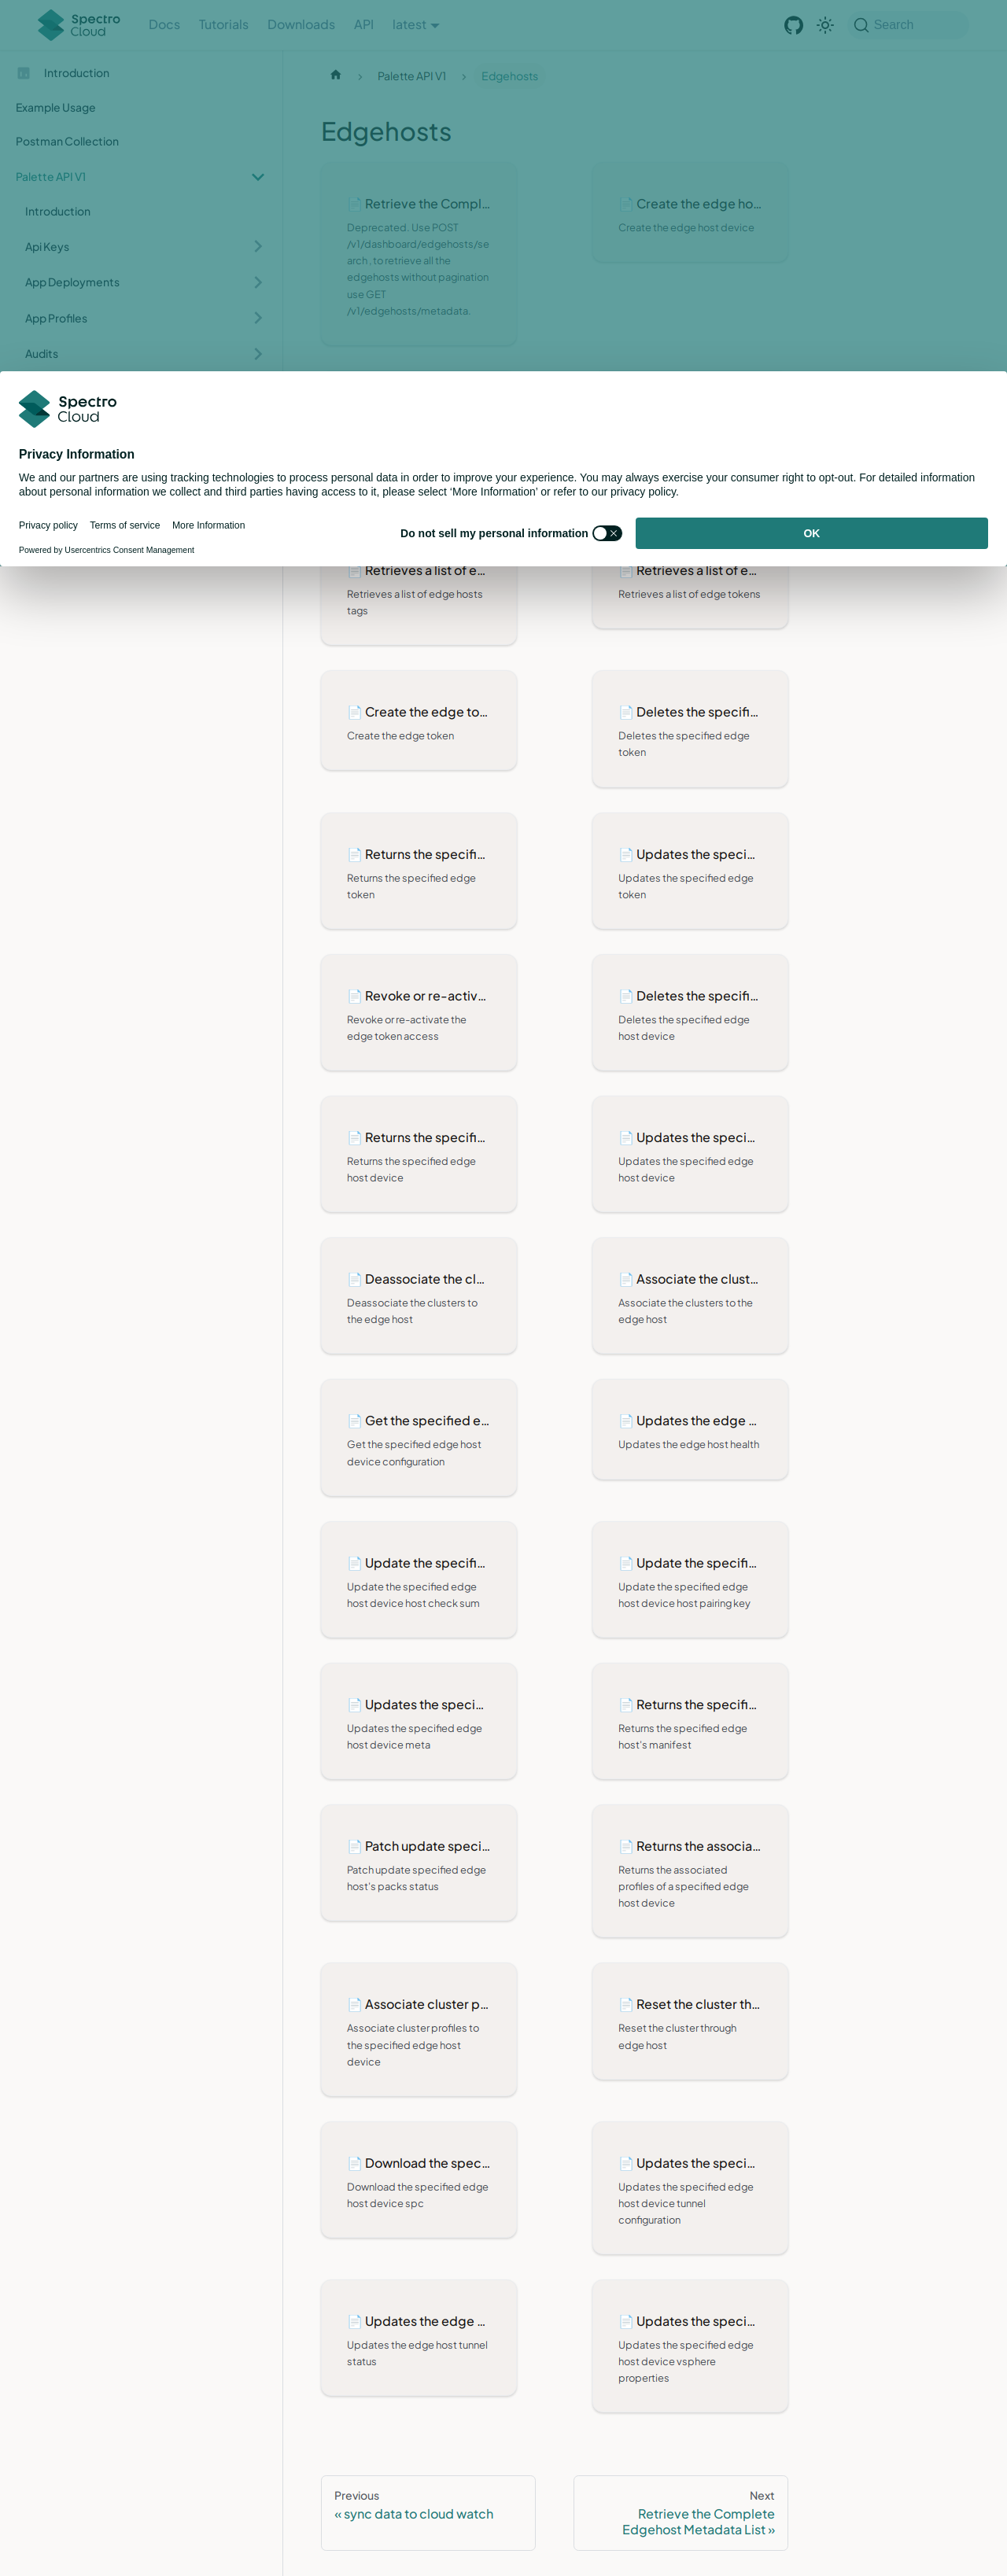 Spectro Cloud
Docs
Tutorials
Downloads
API
latest
Search
Introduction
Example Usage
Postman Collection
Palette API V1
Introduction
Api Keys
App Deployments
App Profiles
Audits
Palette API V1
Edgehosts
Edgehosts
Retrieve the Compl...
Deprecated. Use POST
/v1/dashboard/edgehosts/se
arch , to retrieve all the
edgehosts without pagination
use GET
/v1/edgehosts/metadata.
Create the edge ho...
Create the edge host device
Spectro Cloud
Privacy Information
We and our partners are using tracking technologies to process personal data in order to improve your experience. You may always exercise your consumer right to opt-out. For detailed information
about personal information we collect and third parties having access to it, please select ‘More Information’ or refer to our privacy policy.
Privacy policy
Terms of service
More Information
Powered by Usercentrics Consent Management
Do not sell my personal information
OK
Retrieves a list of e...
Retrieves a list of edge hosts
tags
Retrieves a list of e...
Retrieves a list of edge tokens
Create the edge to...
Create the edge token
Deletes the specifi...
Deletes the specified edge
token
Returns the specifi...
Returns the specified edge
token
Updates the speci...
Updates the specified edge
token
Revoke or re-activ...
Revoke or re-activate the
edge token access
Deletes the specifi...
Deletes the specified edge
host device
Returns the specifi...
Returns the specified edge
host device
Updates the speci...
Updates the specified edge
host device
Deassociate the cl...
Deassociate the clusters to
the edge host
Associate the clust...
Associate the clusters to the
edge host
Get the specified e...
Get the specified edge host
device configuration
Updates the edge ...
Updates the edge host health
Update the specifi...
Update the specified edge
host device host check sum
Update the specifi...
Update the specified edge
host device host pairing key
Updates the speci...
Updates the specified edge
host device meta
Returns the specifi...
Returns the specified edge
host's manifest
Patch update speci...
Patch update specified edge
host's packs status
Returns the associa...
Returns the associated
profiles of a specified edge
host device
Associate cluster p...
Associate cluster profiles to
the specified edge host
device
Reset the cluster th...
Reset the cluster through
edge host
Download the spec...
Download the specified edge
host device spc
Updates the speci...
Updates the specified edge
host device tunnel
configuration
Updates the edge ...
Updates the edge host tunnel
status
Updates the speci...
Updates the specified edge
host device vsphere
properties
Previous
« sync data to cloud watch
Next
Retrieve the Complete
Edgehost Metadata List »